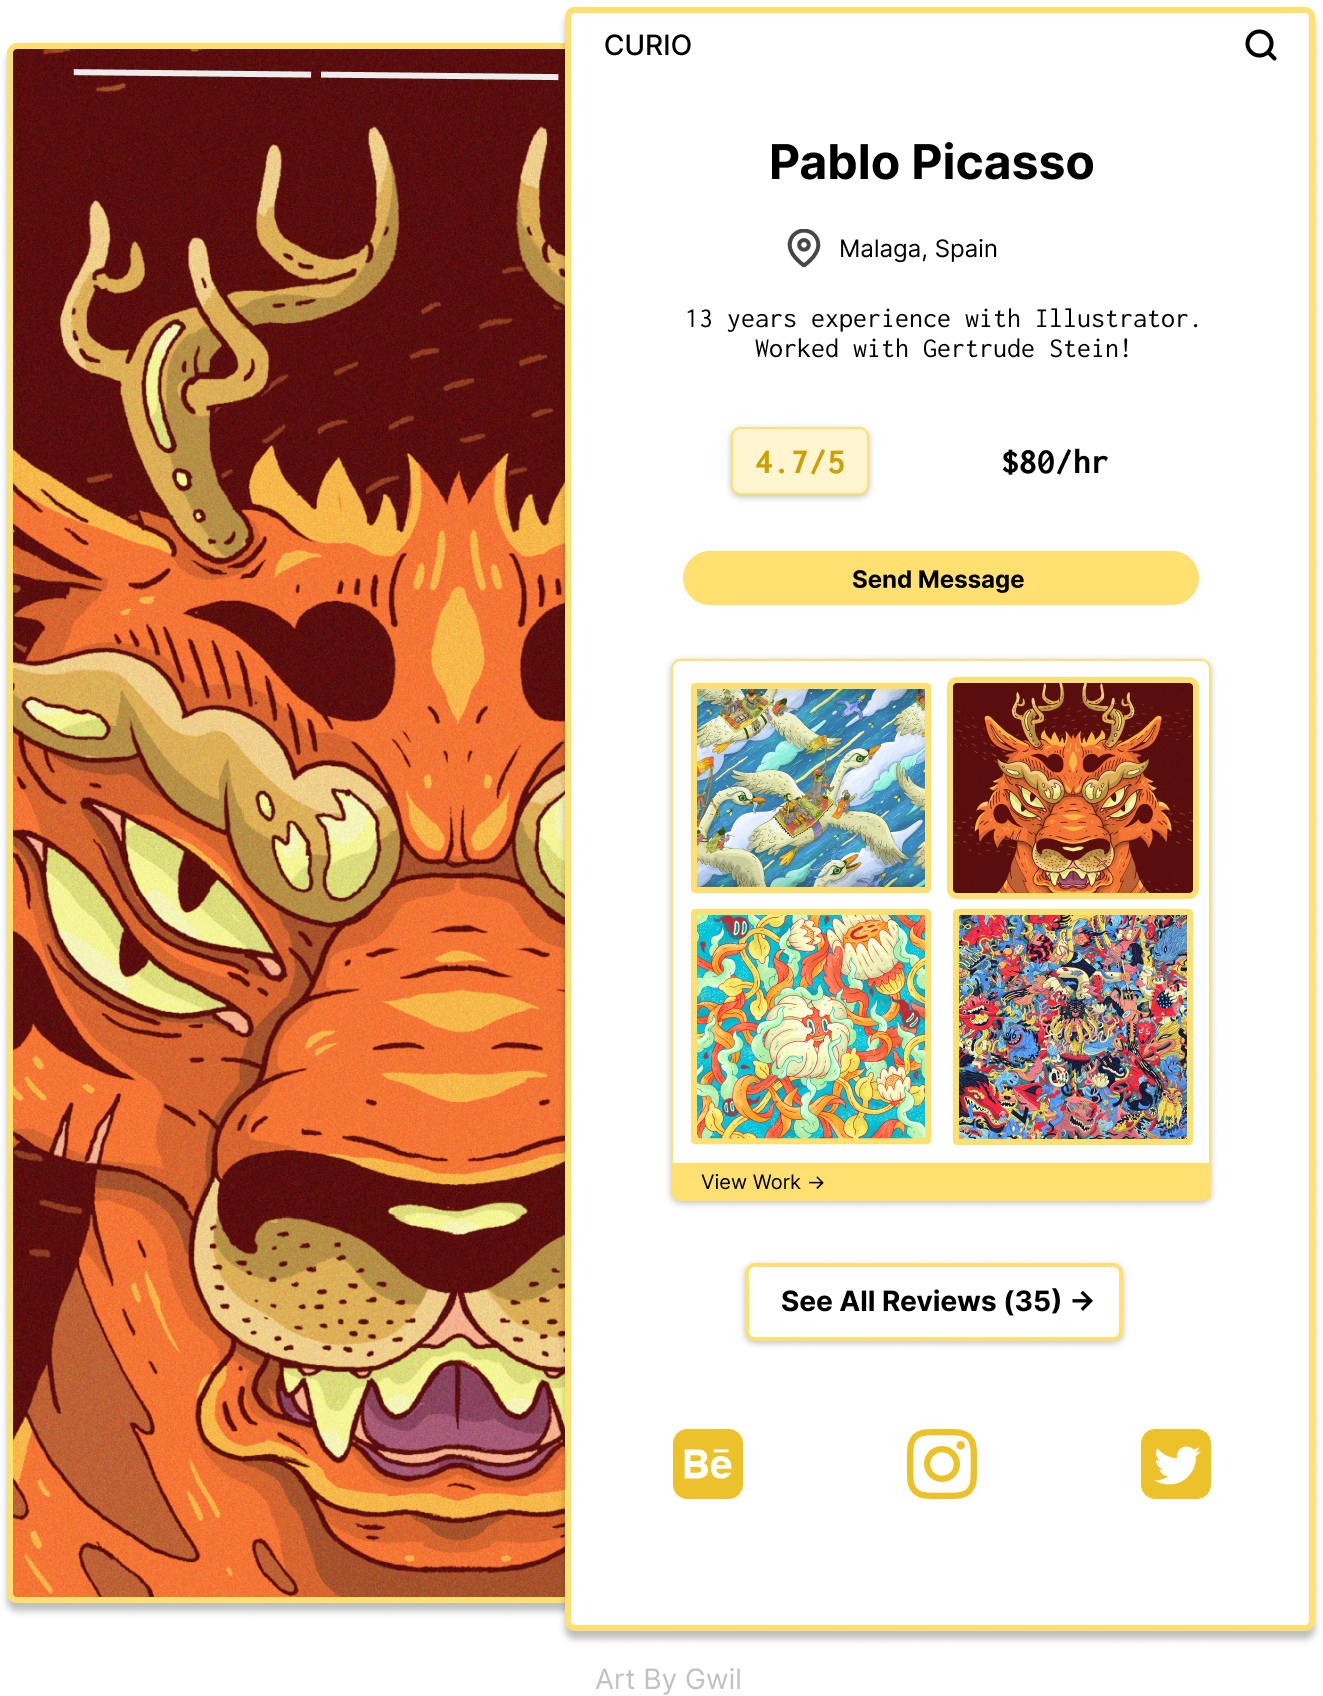 CURIO
Pablo Picasso
Malaga, Spain
13 years experience with Illustrator.
Worked with Gertrude Stein!
4.7/5
$80/hr
Send Message
View Work →
See All Reviews (35) →
Bē
Art By Gwil